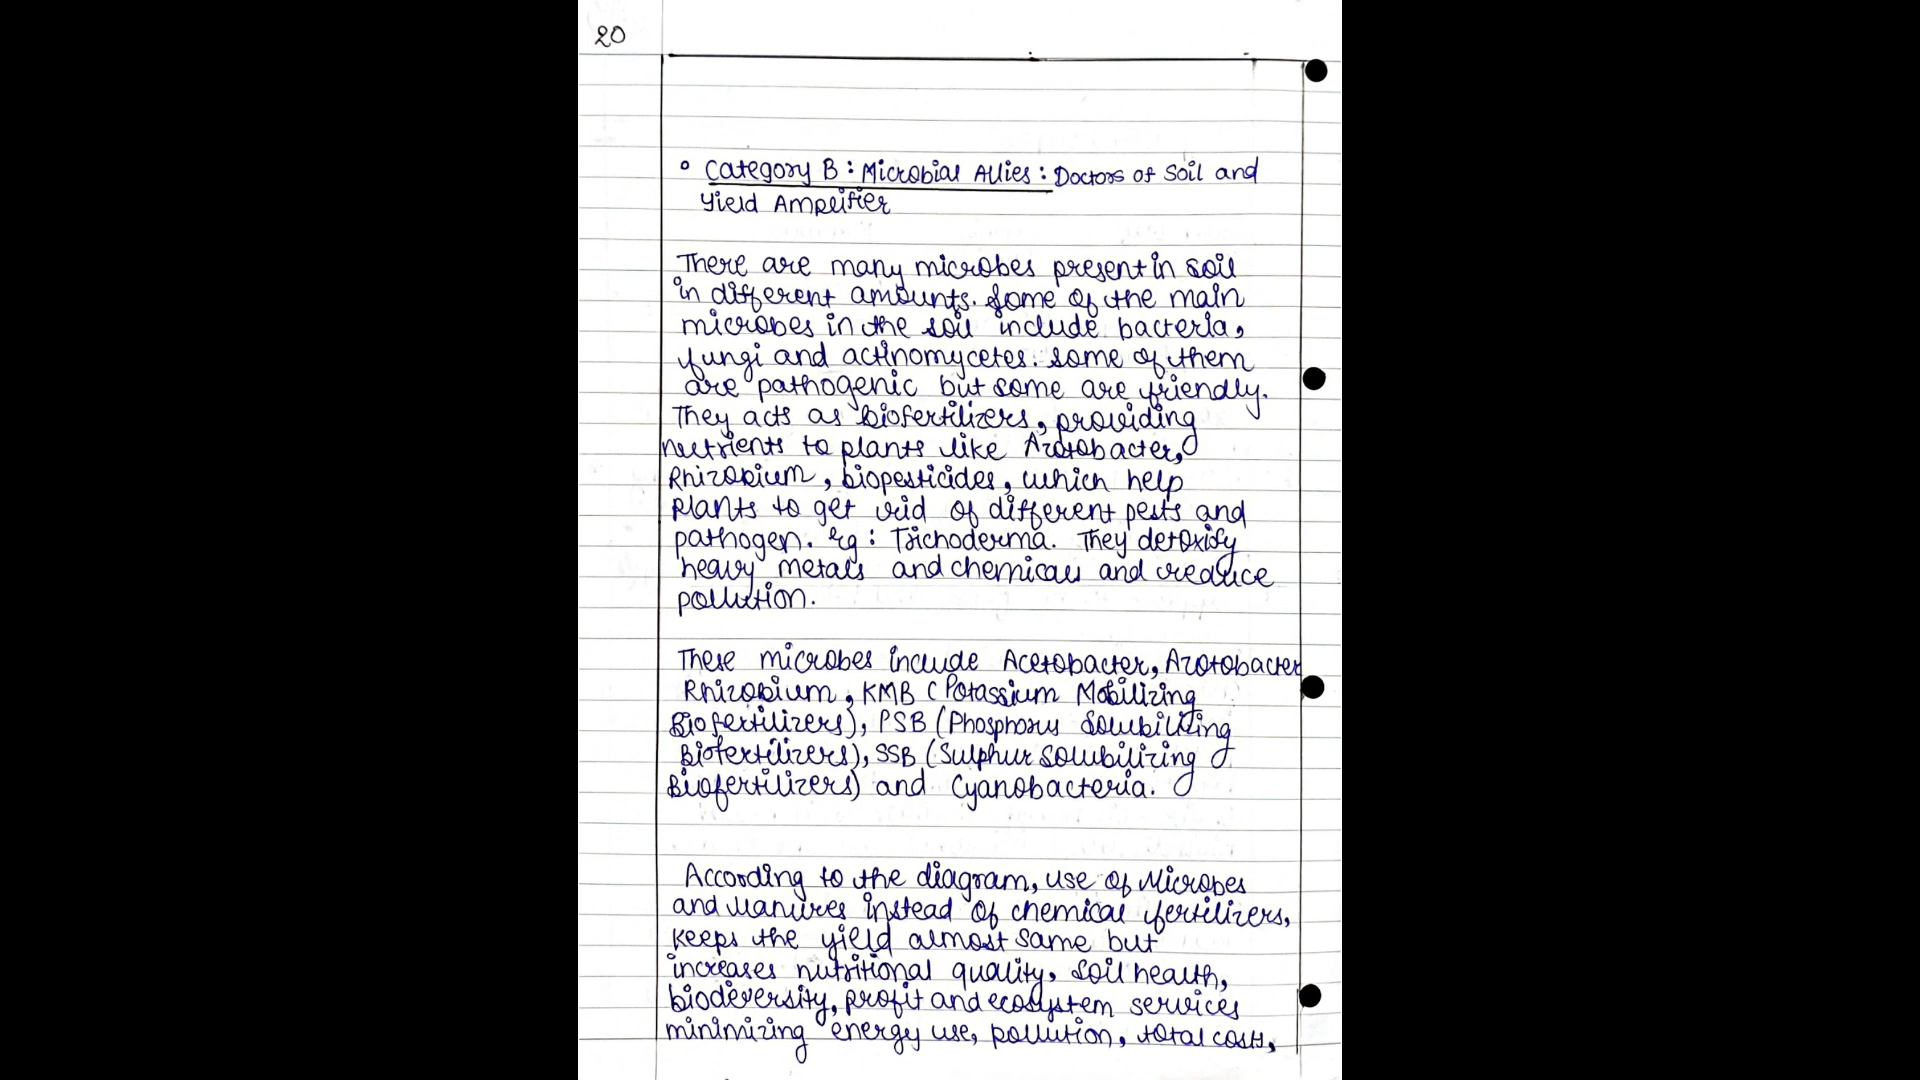 20
° Category B : Microbial Allies : Doctors of Soil and
Yield Amplifier
There are many microbes present in soil
in different amounts. Some of the main
microbes in the soil include bacteria,
fungi and actinomycetes. Some of them
are pathogenic but some are friendly.
They acts as biofertilizers, providing
nutrients to plants like Azotobacter,
Rhizobium, biopesticides, which help
plants to get rid of different pests and
pathogen. Eg : Trichoderma. They detoxify
heavy metals and chemicals and reduce
pollution.
These microbes include Acetobacter, Azotobacter
Rhizobium, KMB (Potassium Mobilizing
Biofertilizers), PSB (Phosphorus Solubilizing
Biofertilizers), SSB (Sulphur Solubilizing
Biofertilizers) and Cyanobacteria.
According to the diagram, use of Microbes
and Manures instead of chemical fertilizers,
keeps the yield almost same but
increases nutritional quality, soil health,
biodeversity, profit and ecosystem services
minimizing energy use, pollution, total costs,